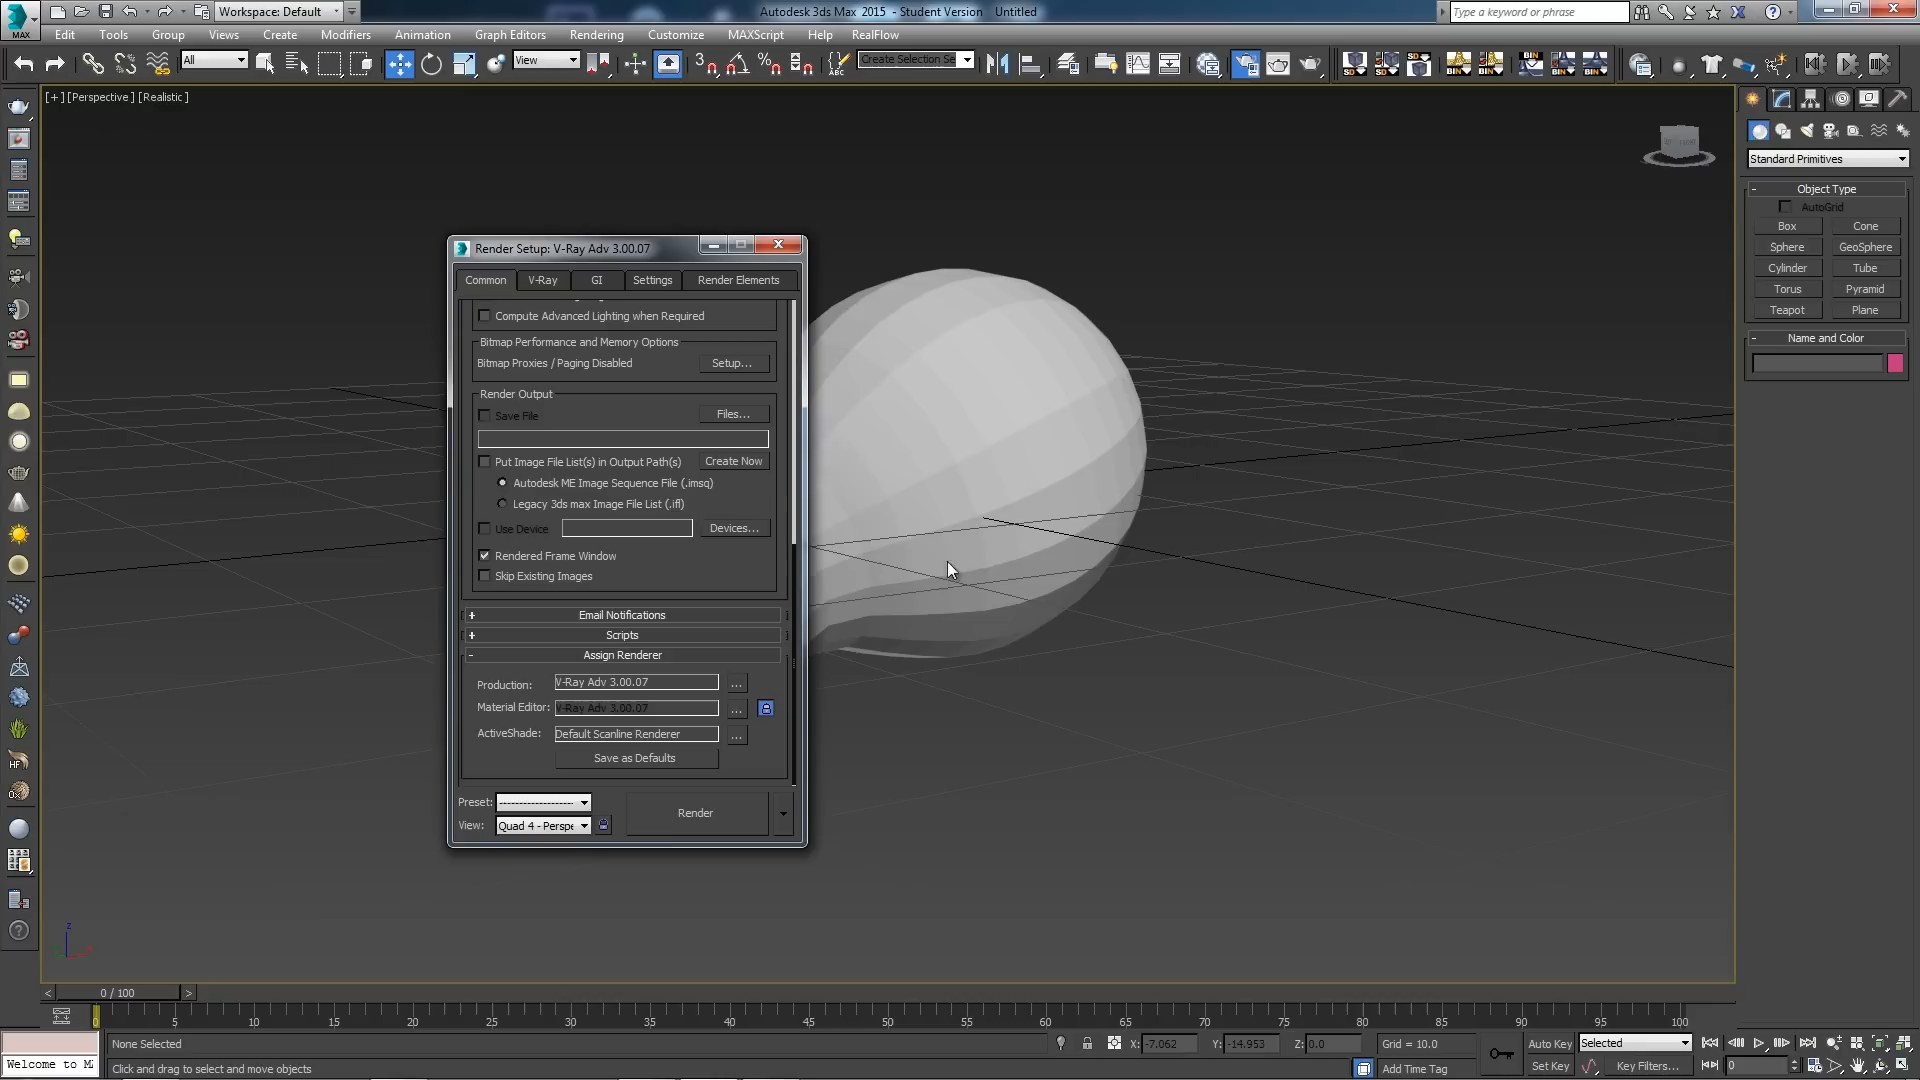 Workspace: Default
Autodesk 3ds Max 2015 - Student Version Untitled
Type a keyword or phrase
MAX
Edit Tools Group Views Create Modifiers Animation Graph Editors Rendering Customize MAXScript Help RealFlow
All
View
Create Selection Se
[+] [Perspective] [Realistic]
Standard Primitives
- Object Type
AutoGrid
Box Cone
Sphere GeoSphere
Cylinder Tube
Torus Pyramid
Teapot Plane
- Name and Color
Render Setup: V-Ray Adv 3.00.07
Common V-Ray GI Settings Render Elements
Compute Advanced Lighting when Required
Bitmap Performance and Memory Options
Bitmap Proxies / Paging Disabled Setup...
Render Output
Save File Files...
Put Image File List(s) in Output Path(s) Create Now
Autodesk ME Image Sequence File (.imsq)
Legacy 3ds max Image File List (.ifl)
Use Device Devices...
Rendered Frame Window
Skip Existing Images
+ Email Notifications
+ Scripts
- Assign Renderer
Production: V-Ray Adv 3.00.07 ...
Material Editor: V-Ray Adv 3.00.07 ...
ActiveShade: Default Scanline Renderer ...
Save as Defaults
Preset: --------------------
View: Quad 4 - Perspe
Render
z
< 0 / 100 >
0 5 10 15 20 25 30 35 40 45 50 55 60 65 70 75 80 85 90 95 100
None Selected X: -7.062 Y: -14.953 Z: 0.0 Grid = 10.0 Auto Key Selected
Welcome to M Click and drag to select and move objects Add Time Tag Set Key Key Filters... 0